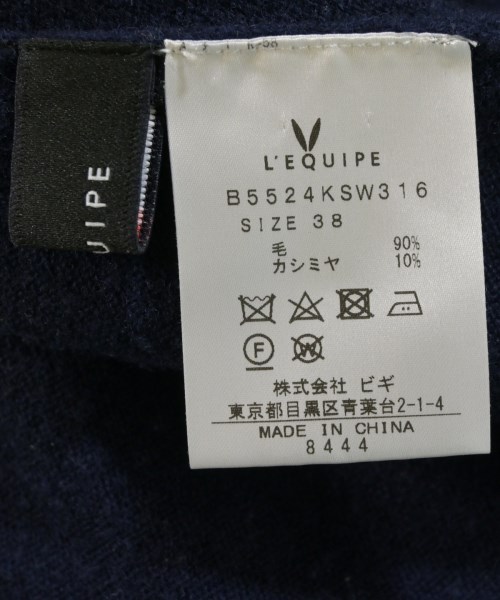 QUIPE
L'EQUIPE
B5524KSW316
SIZE 38
毛 90%
カシミヤ 10%
F W
株式会社 ビギ
東京都目黒区青葉台2-1-4
MADE IN CHINA
8444